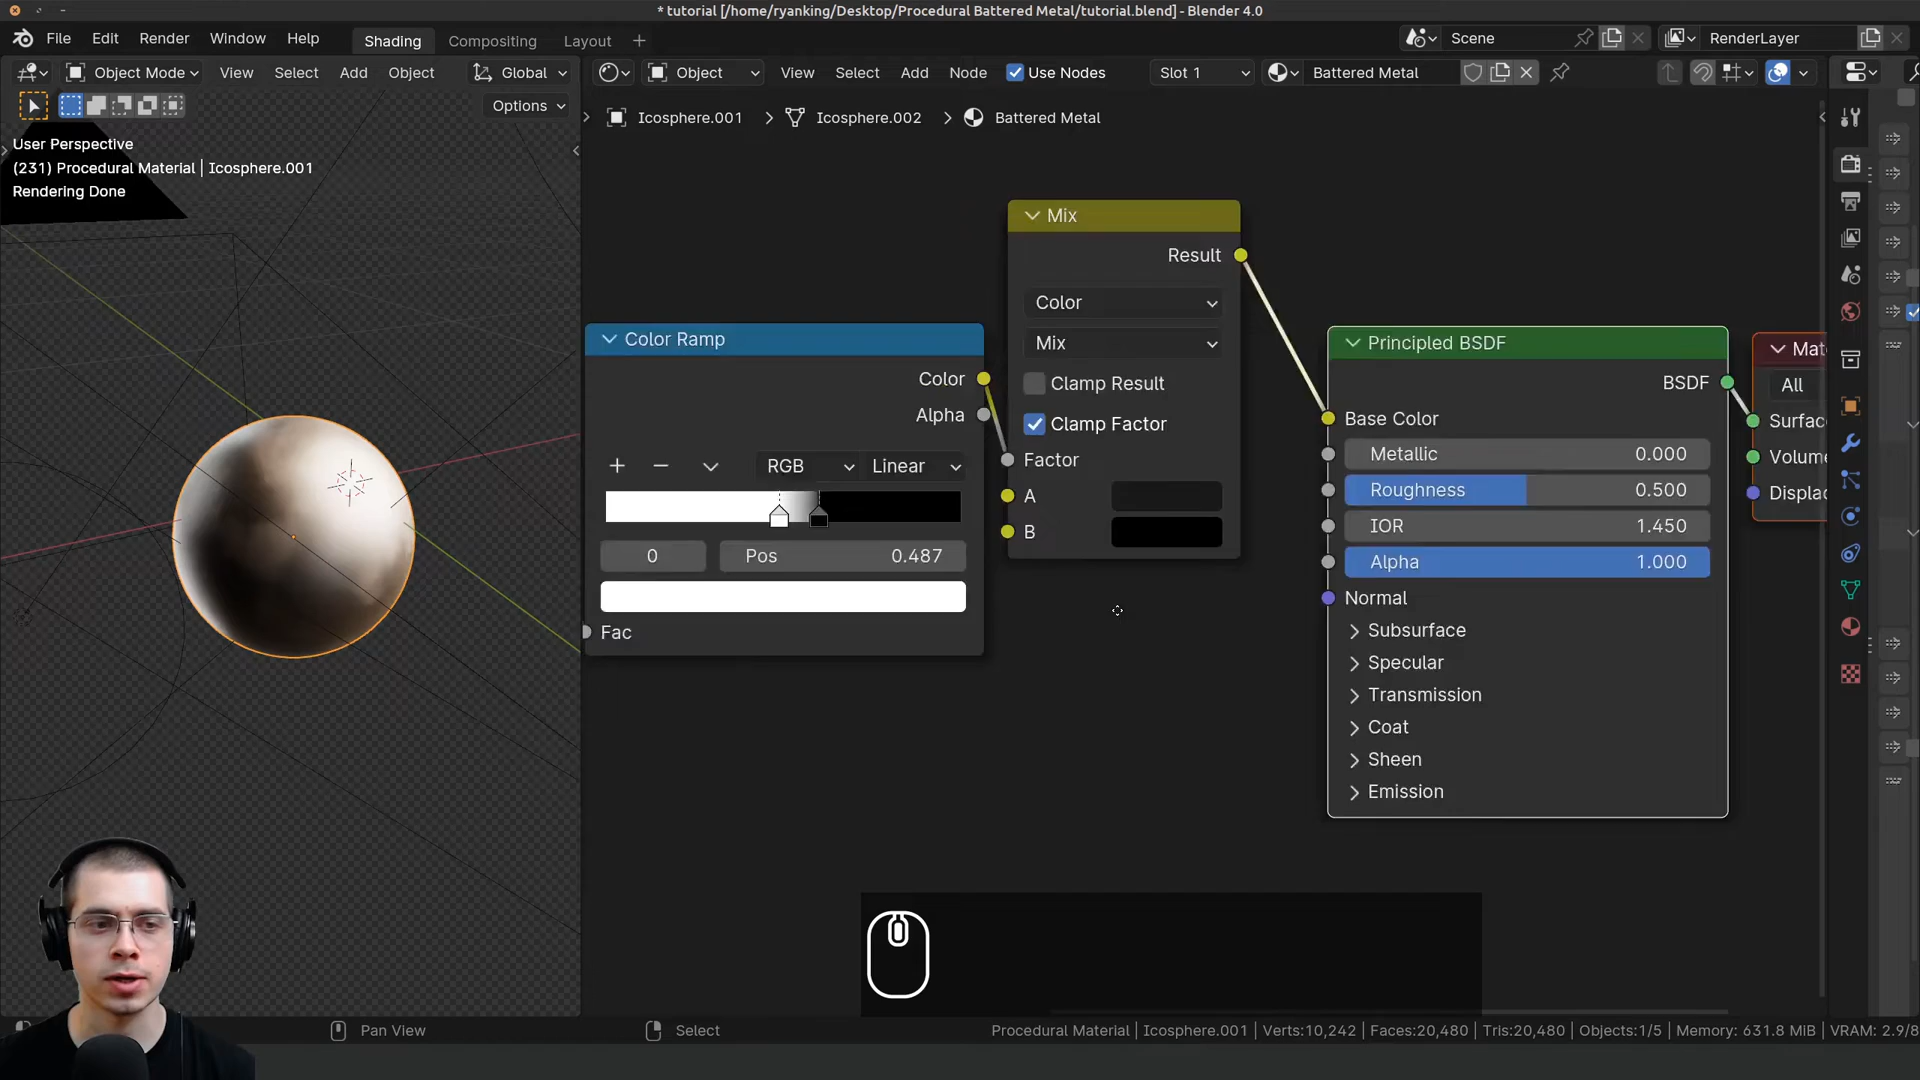 * tutorial [/home/ryanking/Desktop/Procedural Battered Metal/tutorial.blend] - Blender 4.0
File Edit Render Window Help Shading Compositing Layout + Scene RenderLayer
Object Mode View Select Add Object Global
Object View Select Add Node Object Use Nodes Slot 1 Battered Metal
Options
Icosphere.001 > Icosphere.002 > Battered Metal
User Perspective
(231) Procedural Material | Icosphere.001
Rendering Done
Mix
Result
Color
Mix
Clamp Result
Clamp Factor
Factor
A
B
Color Ramp
Color
Alpha
RGB Linear
0 Pos 0.487
Fac
Principled BSDF
BSDF
Base Color
Metallic 0.000
Roughness 0.500
IOR 1.450
Alpha 1.000
Normal
Subsurface
Specular
Transmission
Coat
Sheen
Emission
Mat
All
Surfac
Volum
Displac
Pan View Select Procedural Material | Icosphere.001 | Verts:10,242 | Faces:20,480 | Tris:20,480 | Objects:1/5 | Memory: 631.8 MiB | VRAM: 2.9/8